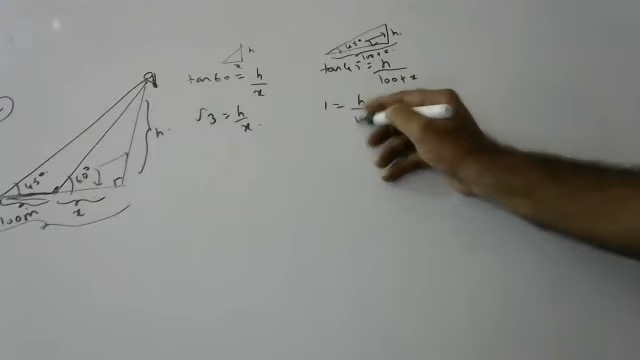 45°
60°
h.
100m
x
h
x
tan 60 = h/x
√3 = h/x.
45°
h.
100+x
tan 45 = h/100+x
1 = h